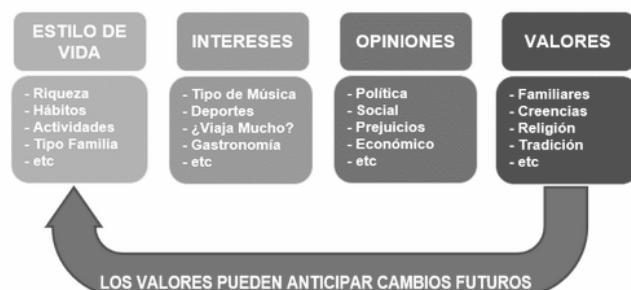 ESTILO DE
VIDA
- Riqueza
- Hábitos
- Actividades
- Tipo Familia
- etc
INTERESES
- Tipo de Música
- Deportes
- ¿Viaja Mucho?
- Gastronomía
- etc
OPINIONES
- Política
- Social
- Prejuicios
- Económico
- etc
VALORES
- Familiares
- Creencias
- Religión
- Tradición
- etc
LOS VALORES PUEDEN ANTICIPAR CAMBIOS FUTUROS